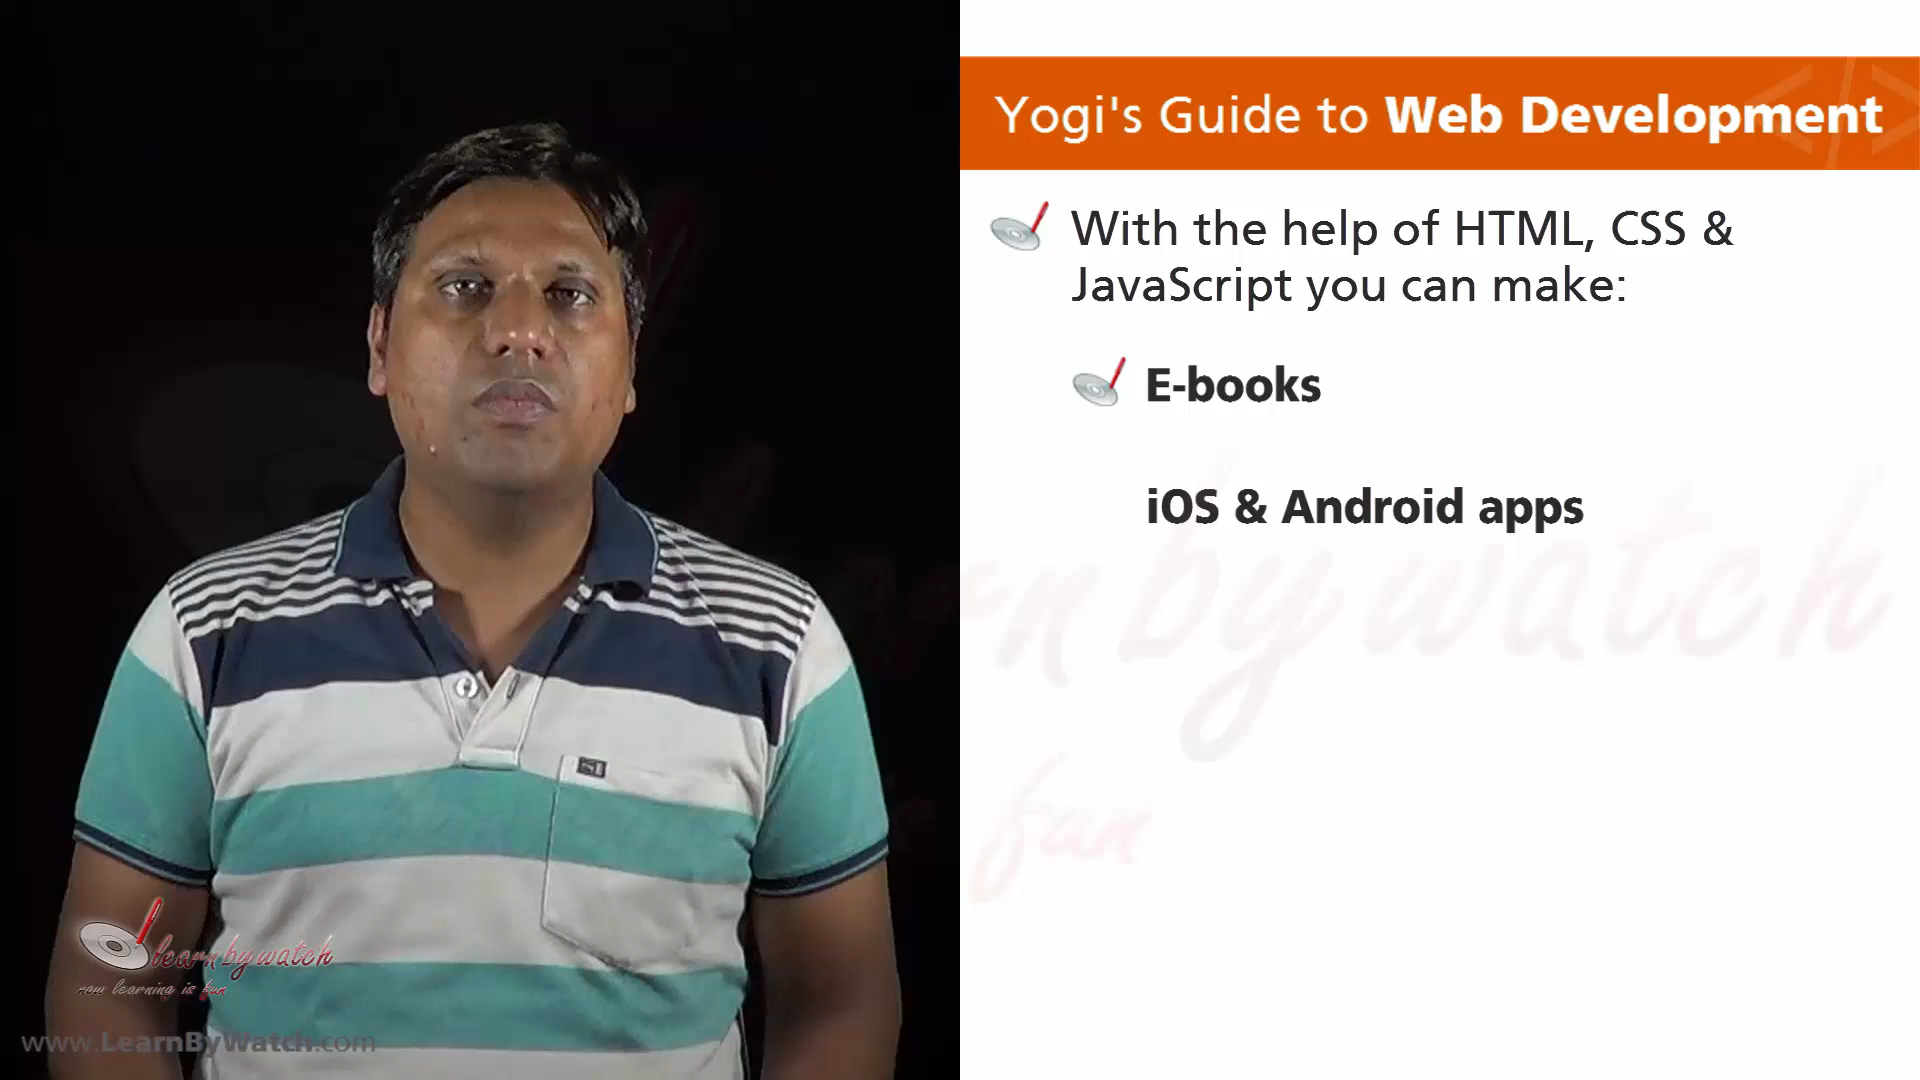 Yogi's Guide to Web Development
With the help of HTML, CSS &
JavaScript you can make:
E-books
iOS & Android apps
learnbywatch
now learning is fun
www.LearnByWatch.com